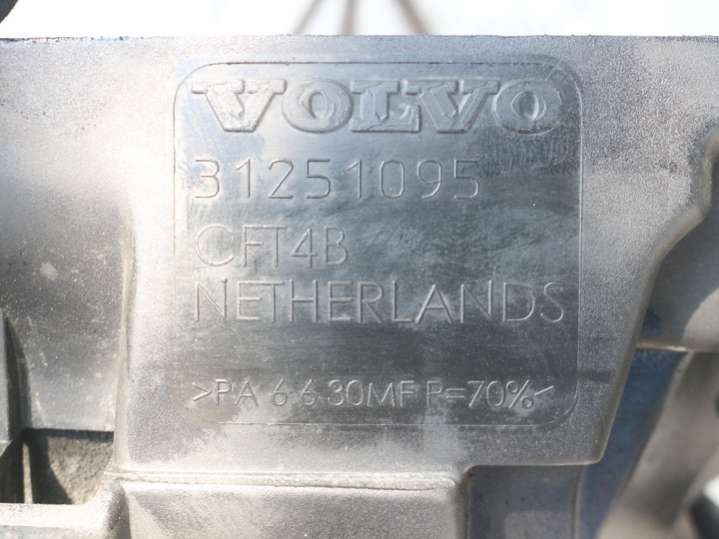 VOLVO
31251095
CFT4B
NETHERLANDS
>PA 6 6 30MF R=70%<